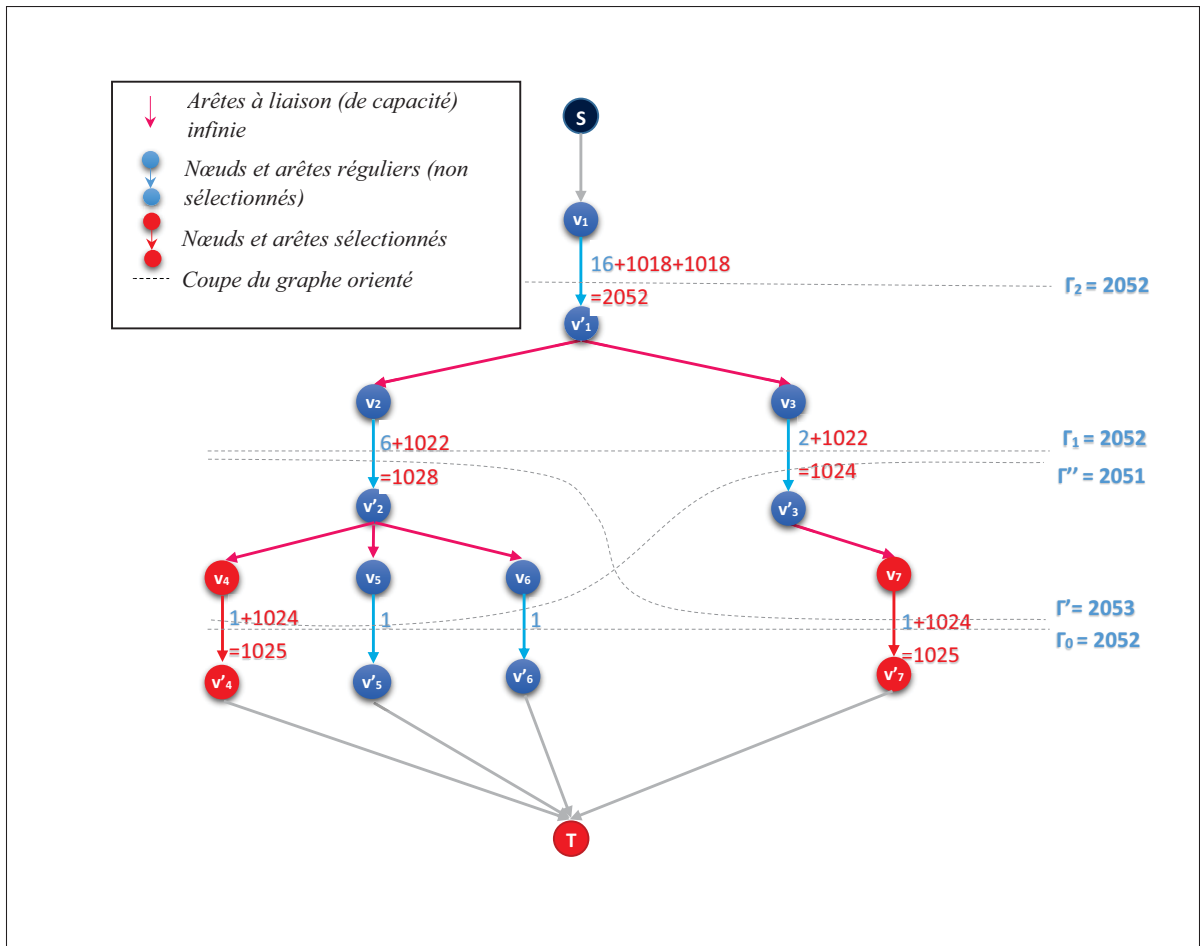 Arêtes à liaison (de capacité)
infinie
Nœuds et arêtes réguliers (non
sélectionnés)
Nœuds et arêtes sélectionnés
Coupe du graphe orienté
S
v1
16+1018+1018
=2052
Γ2 = 2052
v'1
v2
v3
6+1022
2+1022
Γ1 = 2052
=1028
=1024
Γ'' = 2051
v'2
v'3
v4
v5
v6
v7
1+1024
1
1
1+1024
Γ' = 2053
=1025
=1025
Γ0 = 2052
v'4
v'5
v'6
v'7
T